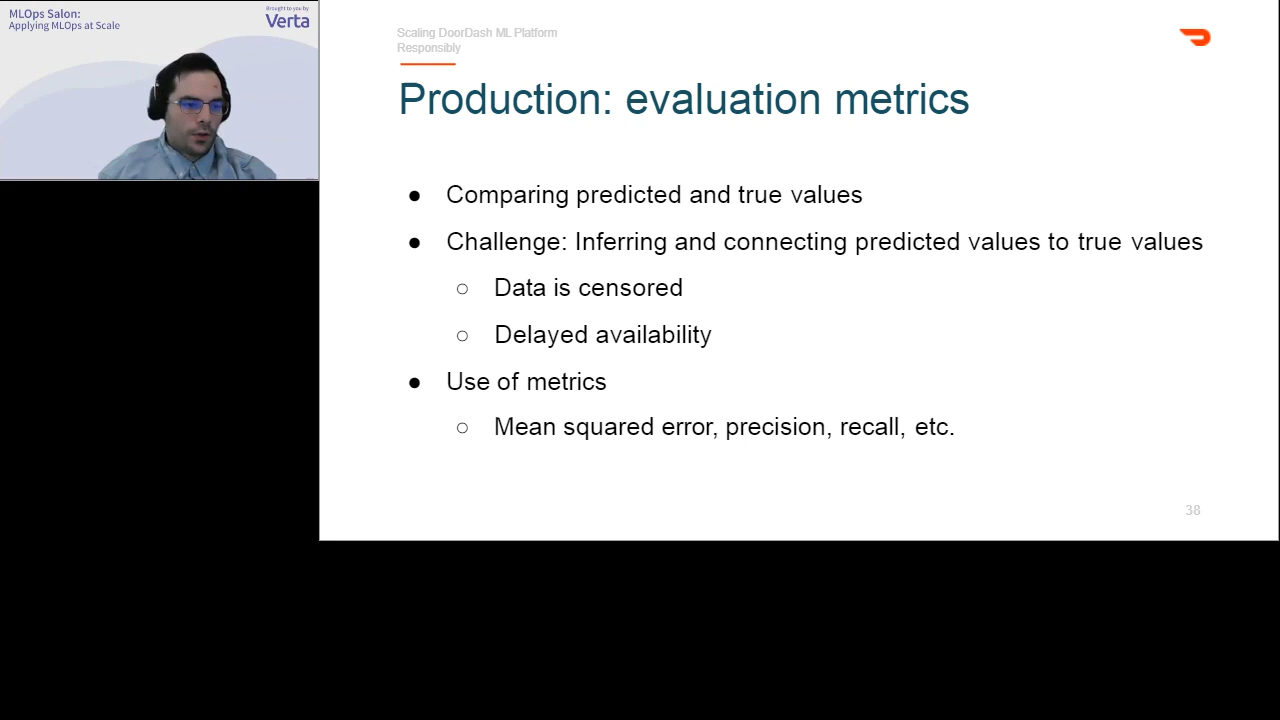 MLOps Salon:
Applying MLOps at Scale
Brought to you by
Verta
Scaling DoorDash ML Platform
Responsibly
Production: evaluation metrics
● Comparing predicted and true values
● Challenge: Inferring and connecting predicted values to true values
○ Data is censored
○ Delayed availability
● Use of metrics
○ Mean squared error, precision, recall, etc.
38